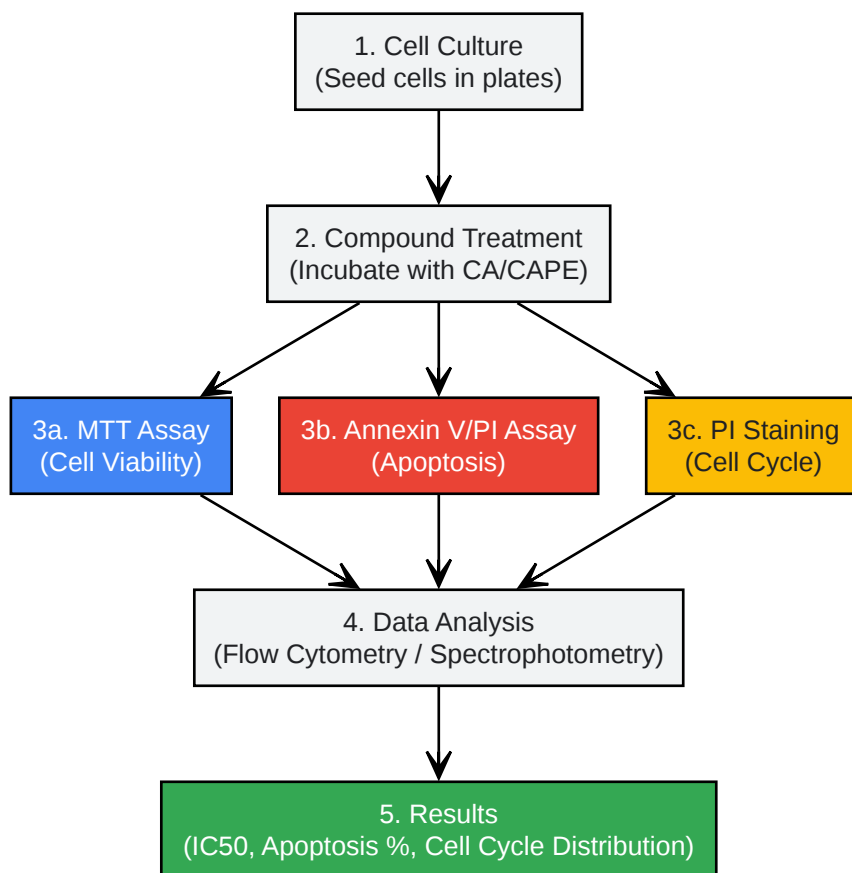 1. Cell Culture
(Seed cells in plates)
2. Compound Treatment
(Incubate with CA/CAPE)
3a. MTT Assay
(Cell Viability)
3b. Annexin V/PI Assay
(Apoptosis)
3c. PI Staining
(Cell Cycle)
4. Data Analysis
(Flow Cytometry / Spectrophotometry)
5. Results
(IC50, Apoptosis %, Cell Cycle Distribution)